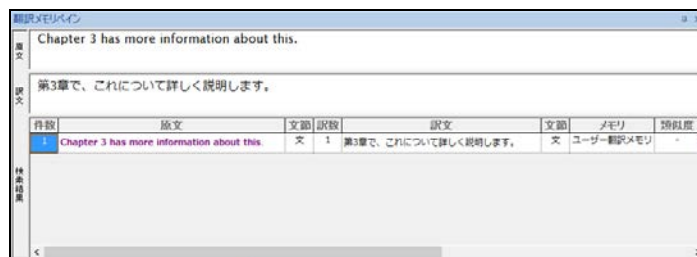 翻訳メモリペイン
原文
Chapter 3 has more information about this.
訳文
第3章で、これについて詳しく説明します。
件数 原文 文節 訳数 訳文 文節 メモリ 類似度
1 Chapter 3 has more information about this. 文 1 第3章で、これについて詳しく説明します。 文 ユーザー翻訳メモリ -
検索結果